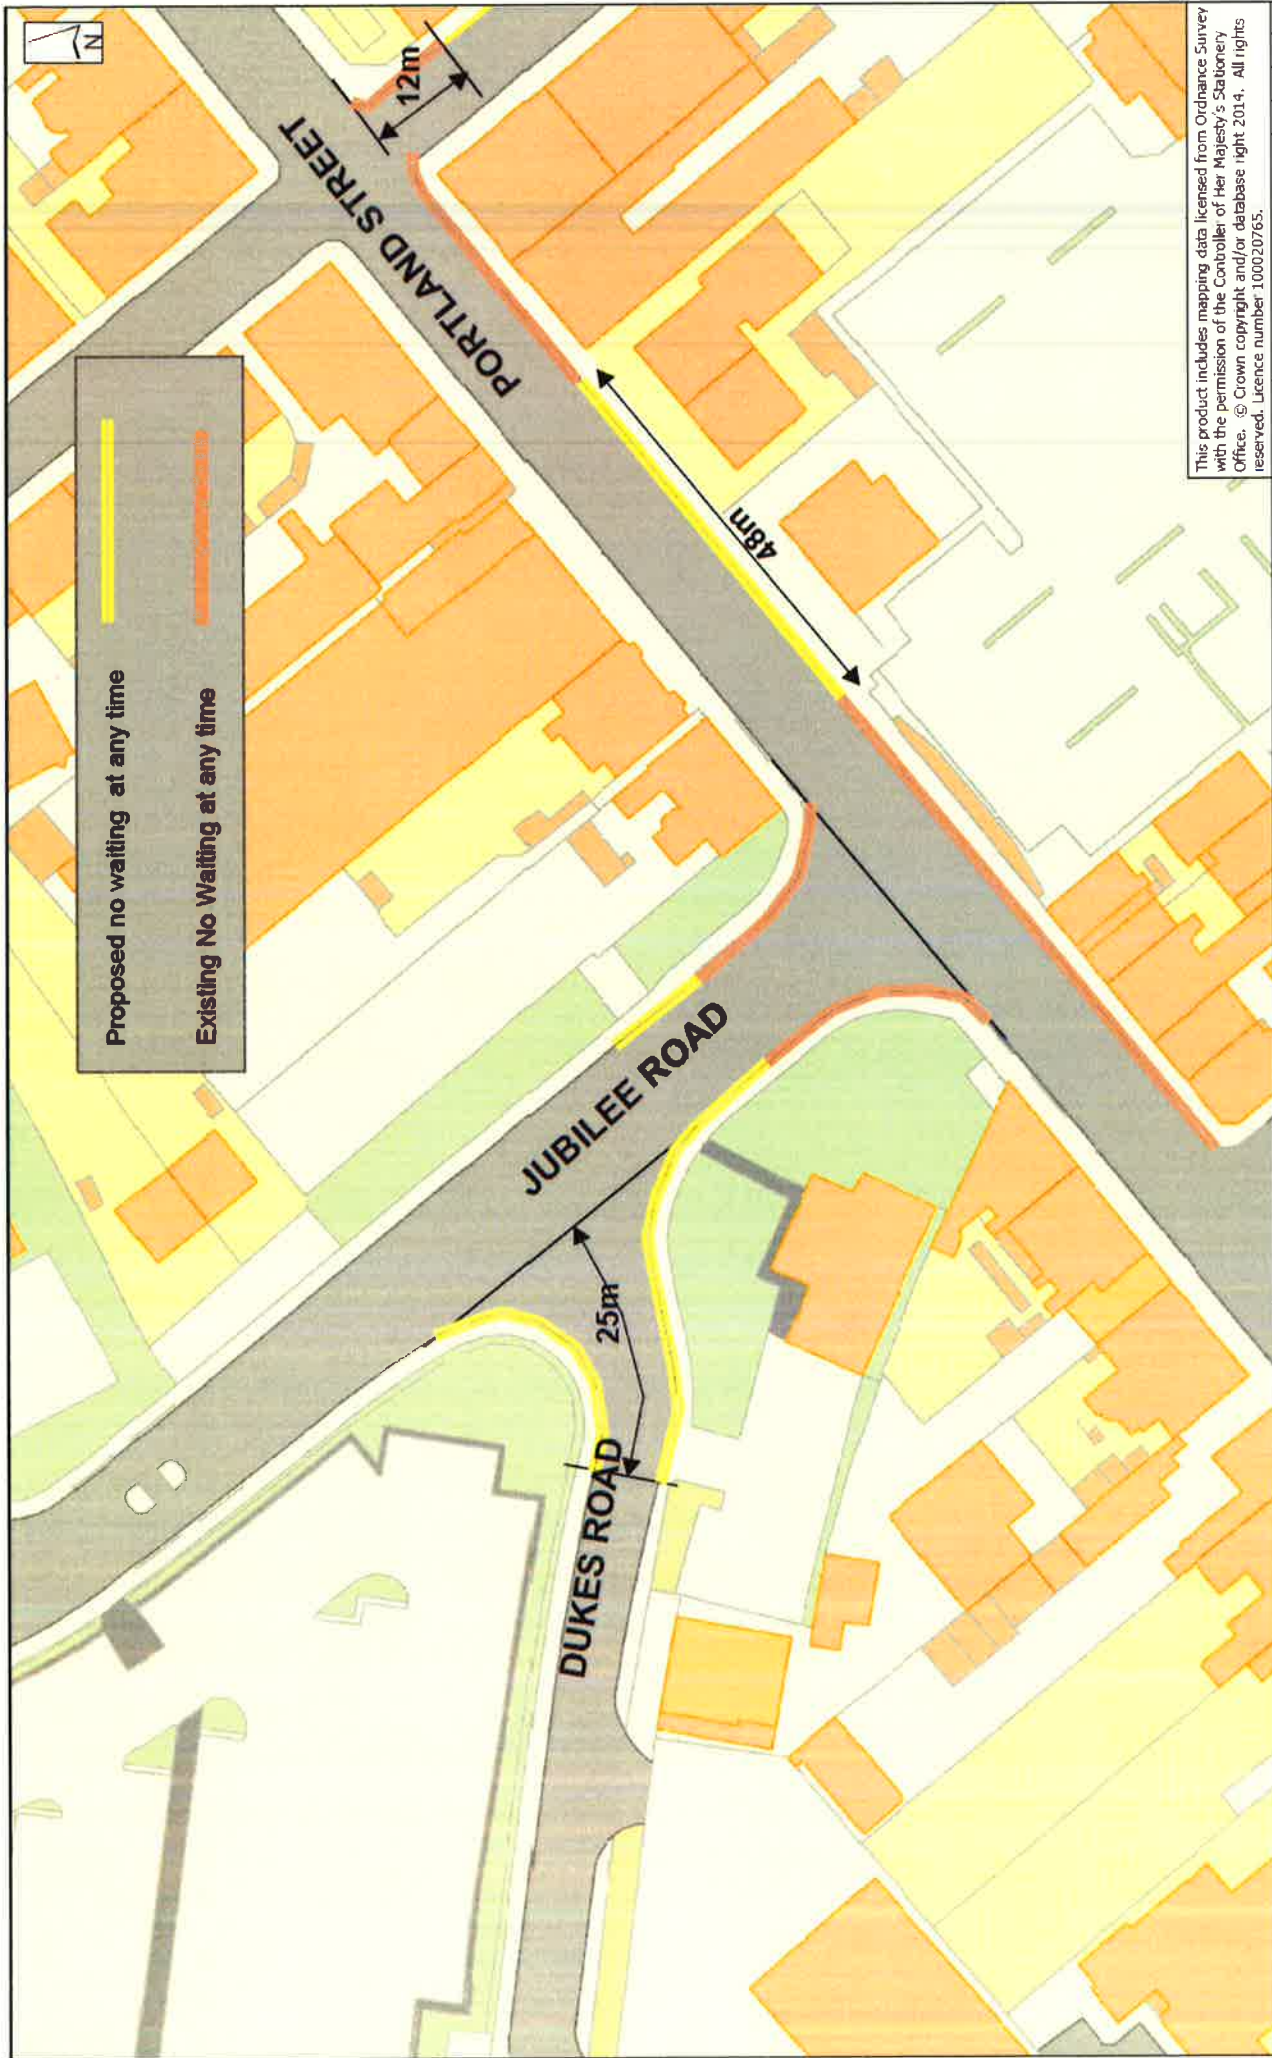 N
Proposed no waiting at any time
Existing No Waiting at any time
PORTLAND STREET
12m
48m
JUBILEE ROAD
25m
DUKES ROAD
This product includes mapping data licensed from Ordnance Survey
with the permission of the Controller of Her Majesty's Stationery
Office. © Crown copyright and/or database right 2014. All rights
reserved. Licence number 100020765.